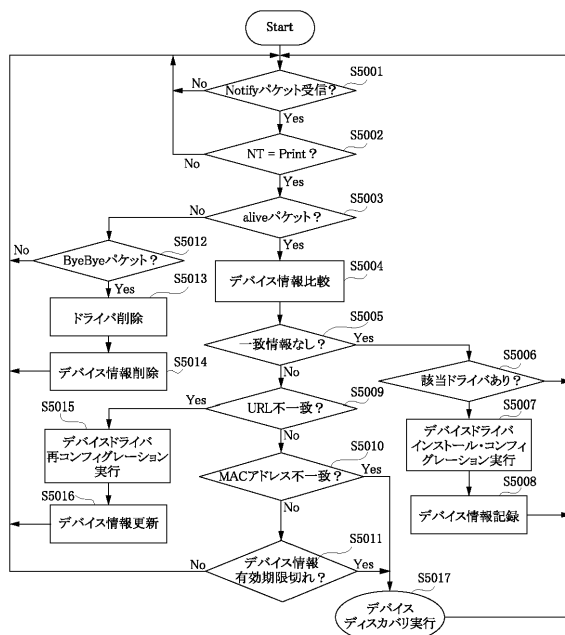 Start
S5001
Notifyパケット受信？
No
Yes
S5002
NT = Print？
No
Yes
S5003
aliveパケット？
No
Yes
S5012
ByeByeパケット？
No
Yes
S5004
デバイス情報比較
S5013
ドライバ削除
S5005
一致情報なし？
Yes
No
S5014
デバイス情報削除
S5006
該当ドライバあり？
S5009
URL不一致？
Yes
No
S5007
デバイスドライバ
インストール・コンフィ
グレーション実行
S5015
デバイスドライバ
再コンフィグレーション
実行
S5010
MACアドレス不一致？
Yes
No
S5008
デバイス情報記録
S5016
デバイス情報更新
S5011
デバイス情報
有効期限切れ？
No
Yes
S5017
デバイス
ディスカバリ実行